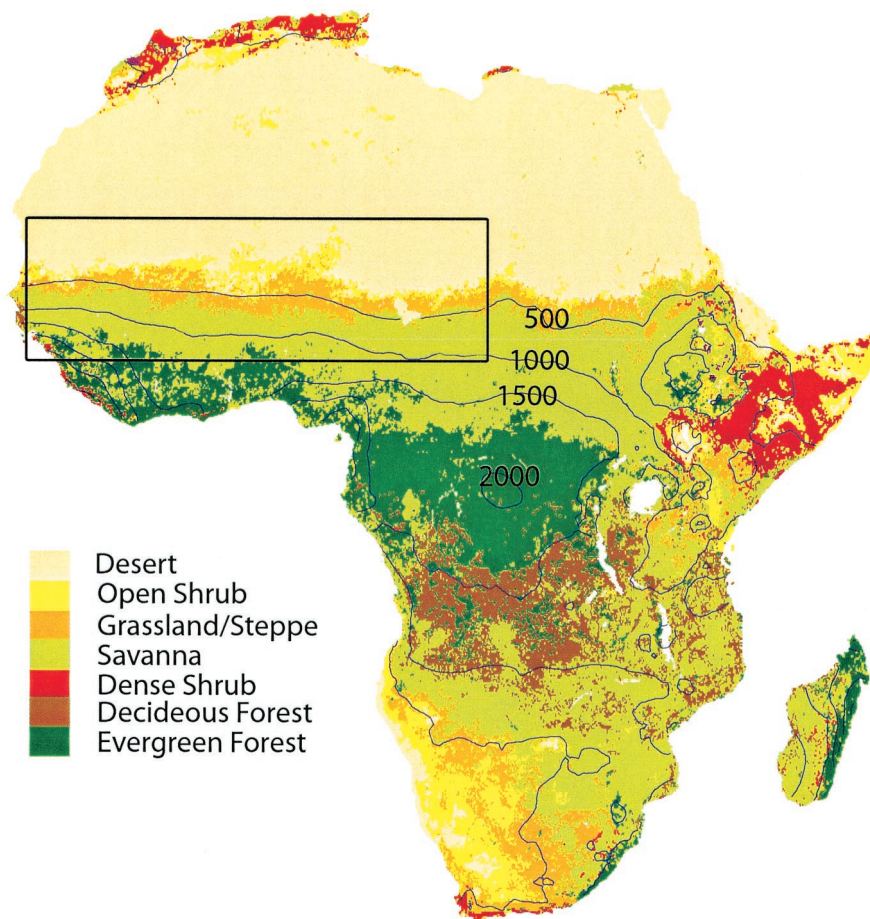 500
1000
1500
2000
Desert
Open Shrub
Grassland/Steppe
Savanna
Dense Shrub
Decideous Forest
Evergreen Forest